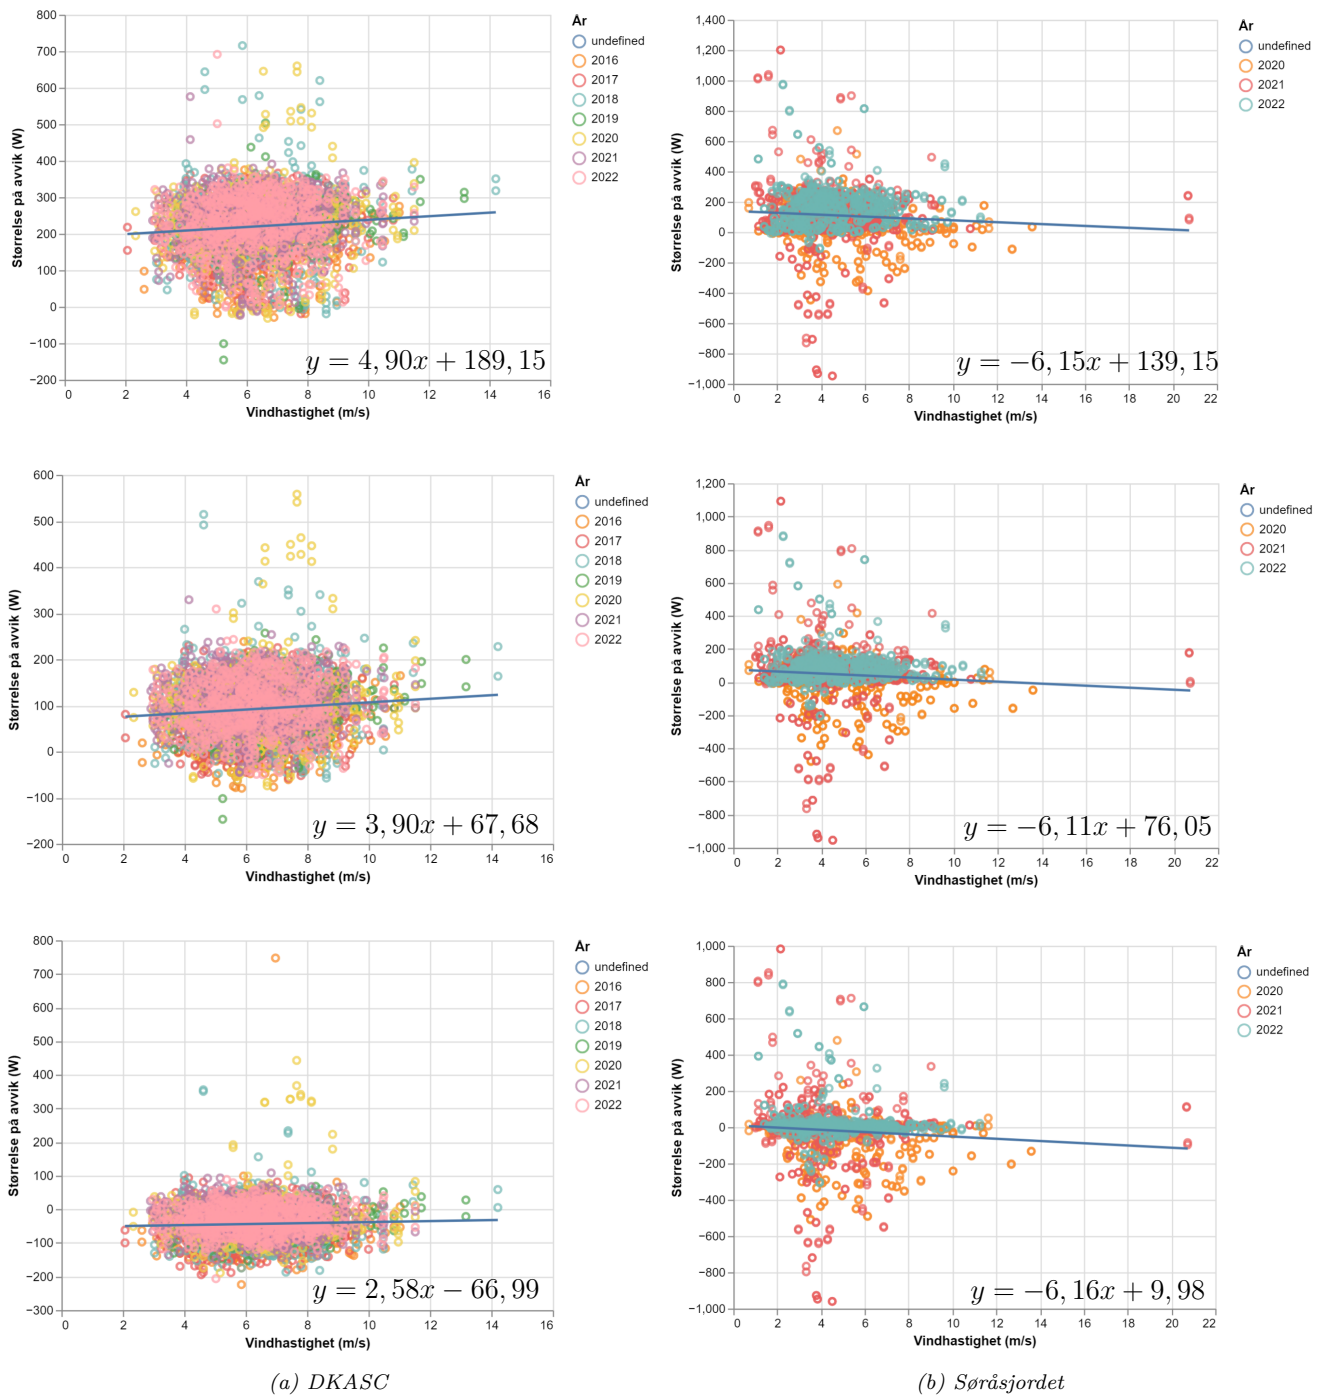 800
700
600
500
400
300
200
100
0
−100
−200
0 2 4 6 8 10 12 14 16
Vindhastighet (m/s)
Størrelse på avvik (W)
y = 4, 90x + 189, 15
År
undefined
2016
2017
2018
2019
2020
2021
2022
1,400
1,200
1,000
800
600
400
200
0
−200
−400
−600
−800
−1,000
0 2 4 6 8 10 12 14 16 18 20 22
Vindhastighet (m/s)
Størrelse på avvik (W)
y = −6, 15x + 139, 15
År
undefined
2020
2021
2022
600
500
400
300
200
100
0
−100
−200
0 2 4 6 8 10 12 14 16
Vindhastighet (m/s)
Størrelse på avvik (W)
y = 3, 90x + 67, 68
År
undefined
2016
2017
2018
2019
2020
2021
2022
1,200
1,000
800
600
400
200
0
−200
−400
−600
−800
−1,000
0 2 4 6 8 10 12 14 16 18 20 22
Vindhastighet (m/s)
Størrelse på avvik (W)
y = −6, 11x + 76, 05
År
undefined
2020
2021
2022
800
700
600
500
400
300
200
100
0
−100
−200
−300
0 2 4 6 8 10 12 14 16
Vindhastighet (m/s)
Størrelse på avvik (W)
y = 2, 58x − 66, 99
År
undefined
2016
2017
2018
2019
2020
2021
2022
1,000
800
600
400
200
0
−200
−400
−600
−800
−1,000
0 2 4 6 8 10 12 14 16 18 20 22
Vindhastighet (m/s)
Størrelse på avvik (W)
y = −6, 16x + 9, 98
År
undefined
2020
2021
2022
(a) DKASC
(b) Søråsjordet